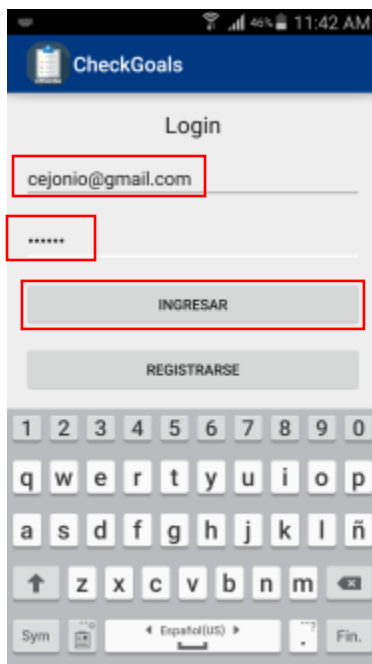 46% 11:42 AM
CheckGoals
Login
cejonio@gmail.com
••••••
INGRESAR
REGISTRARSE
1 2 3 4 5 6 7 8 9 0
q w e r t y u i o p
a s d f g h j k l ñ
z x c v b n m
Sym Español(US) . ? Fin.